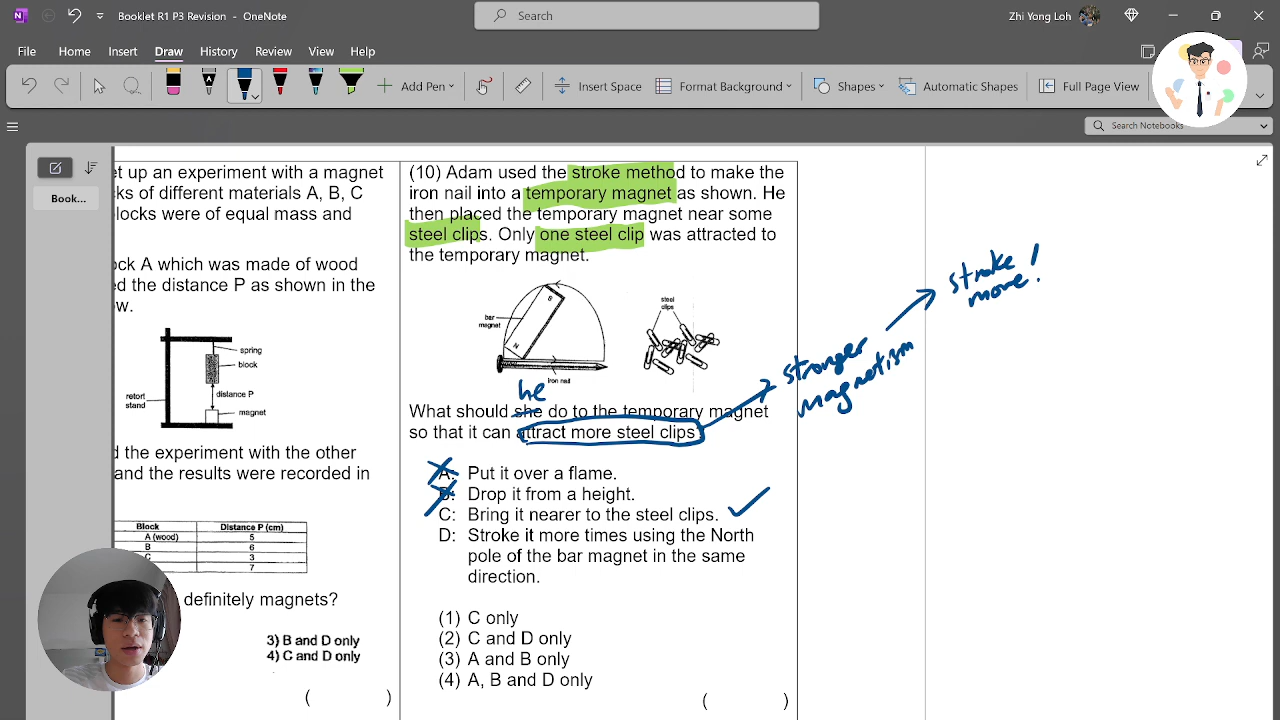 Booklet R1 P3 Revision - OneNote
Search
Zhi Yong Loh
File Home Insert Draw History Review View Help
Add Pen
Insert Space
Format Background
Shapes
Automatic Shapes
Full Page View
Search Notebooks
Book...
et up an experiment with a magnet
cks of different materials A, B, C
locks were of equal mass and
ock A which was made of wood
ed the distance P as shown in the
w.
spring
block
distance P
retort
stand
magnet
d the experiment with the other
and the results were recorded in
Block Distance P (cm)
A (wood) 5
B 6
C 3
7
definitely magnets?
3) B and D only
4) C and D only
( )
(10) Adam used the stroke method to make the
iron nail into a temporary magnet as shown. He
then placed the temporary magnet near some
steel clips. Only one steel clip was attracted to
the temporary magnet.
S
bar
magnet
N
iron nail
steel
clips
he
What should she do to the temporary magnet
so that it can attract more steel clips
stronger
magnetism
stroke
more!
A: Put it over a flame.
B: Drop it from a height.
C: Bring it nearer to the steel clips.
D: Stroke it more times using the North
pole of the bar magnet in the same
direction.
(1) C only
(2) C and D only
(3) A and B only
(4) A, B and D only
( )